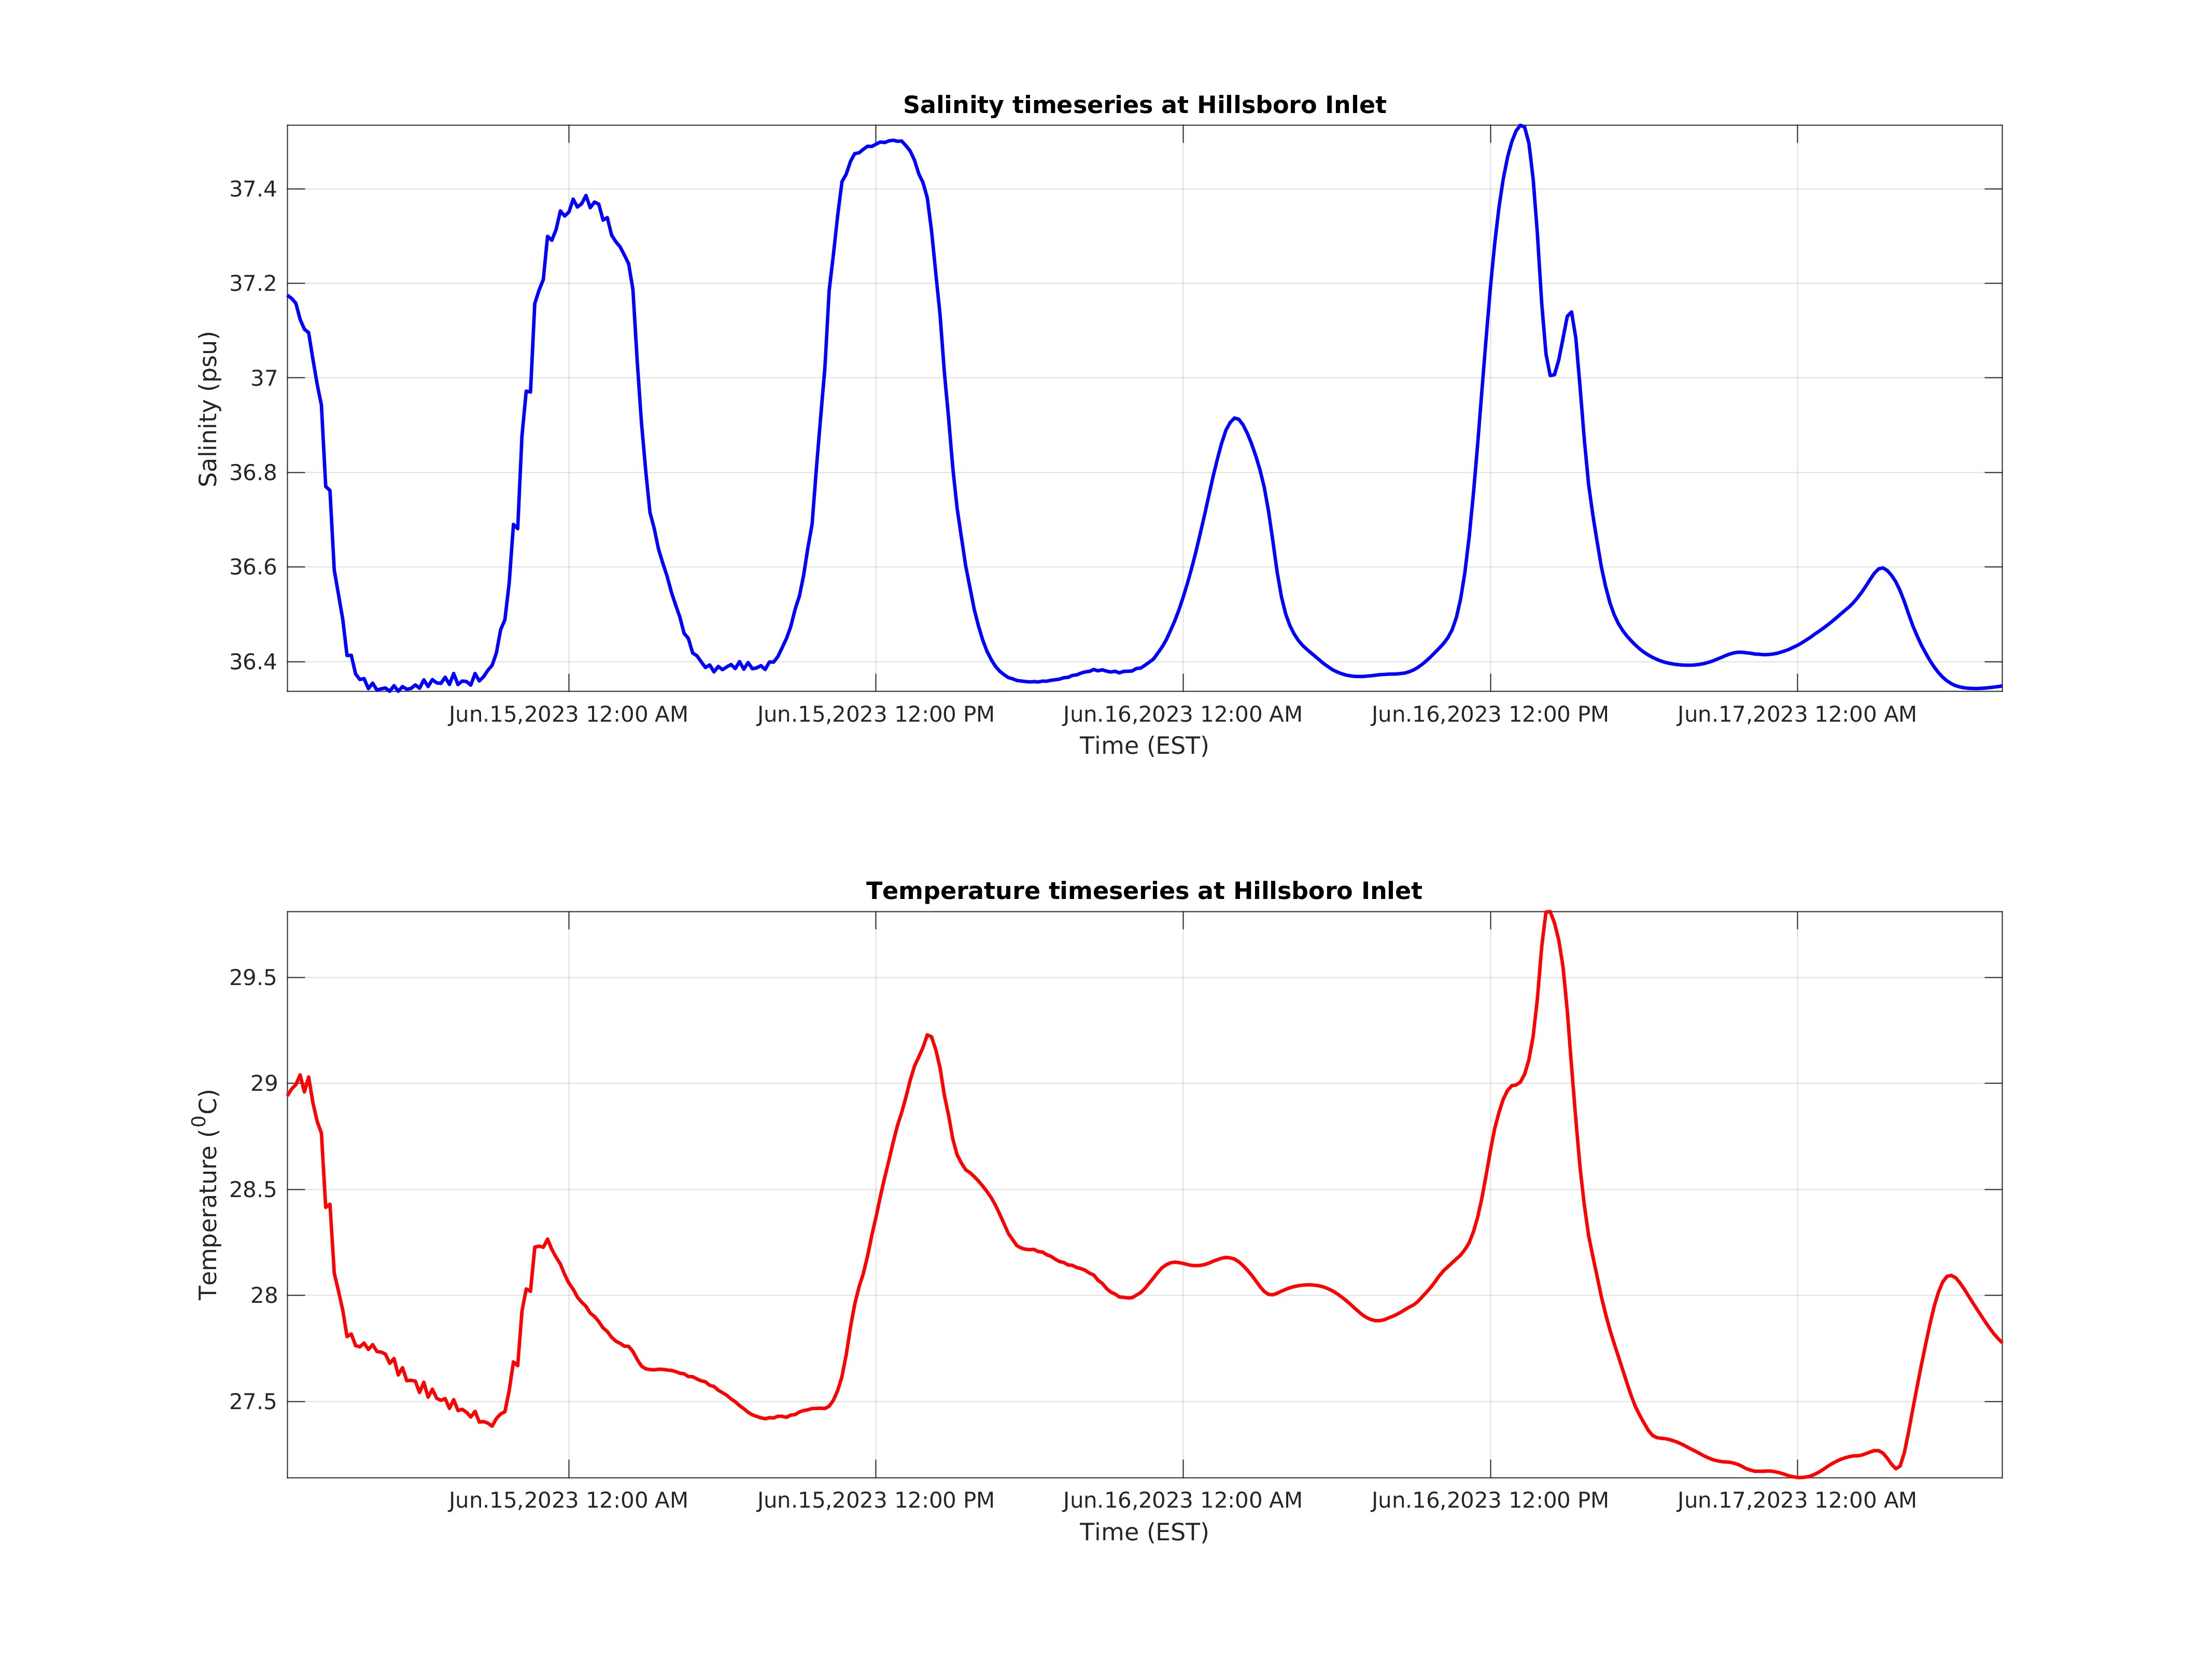 Salinity timeseries at Hillsboro Inlet
37.4
37.2
37
36.8
36.6
36.4
Salinity (psu)
Jun.15,2023 12:00 AM Jun.15,2023 12:00 PM Jun.16,2023 12:00 AM Jun.16,2023 12:00 PM Jun.17,2023 12:00 AM
Time (EST)
Temperature timeseries at Hillsboro Inlet
29.5
29
28.5
28
27.5
Temperature (⁰C)
Jun.15,2023 12:00 AM Jun.15,2023 12:00 PM Jun.16,2023 12:00 AM Jun.16,2023 12:00 PM Jun.17,2023 12:00 AM
Time (EST)